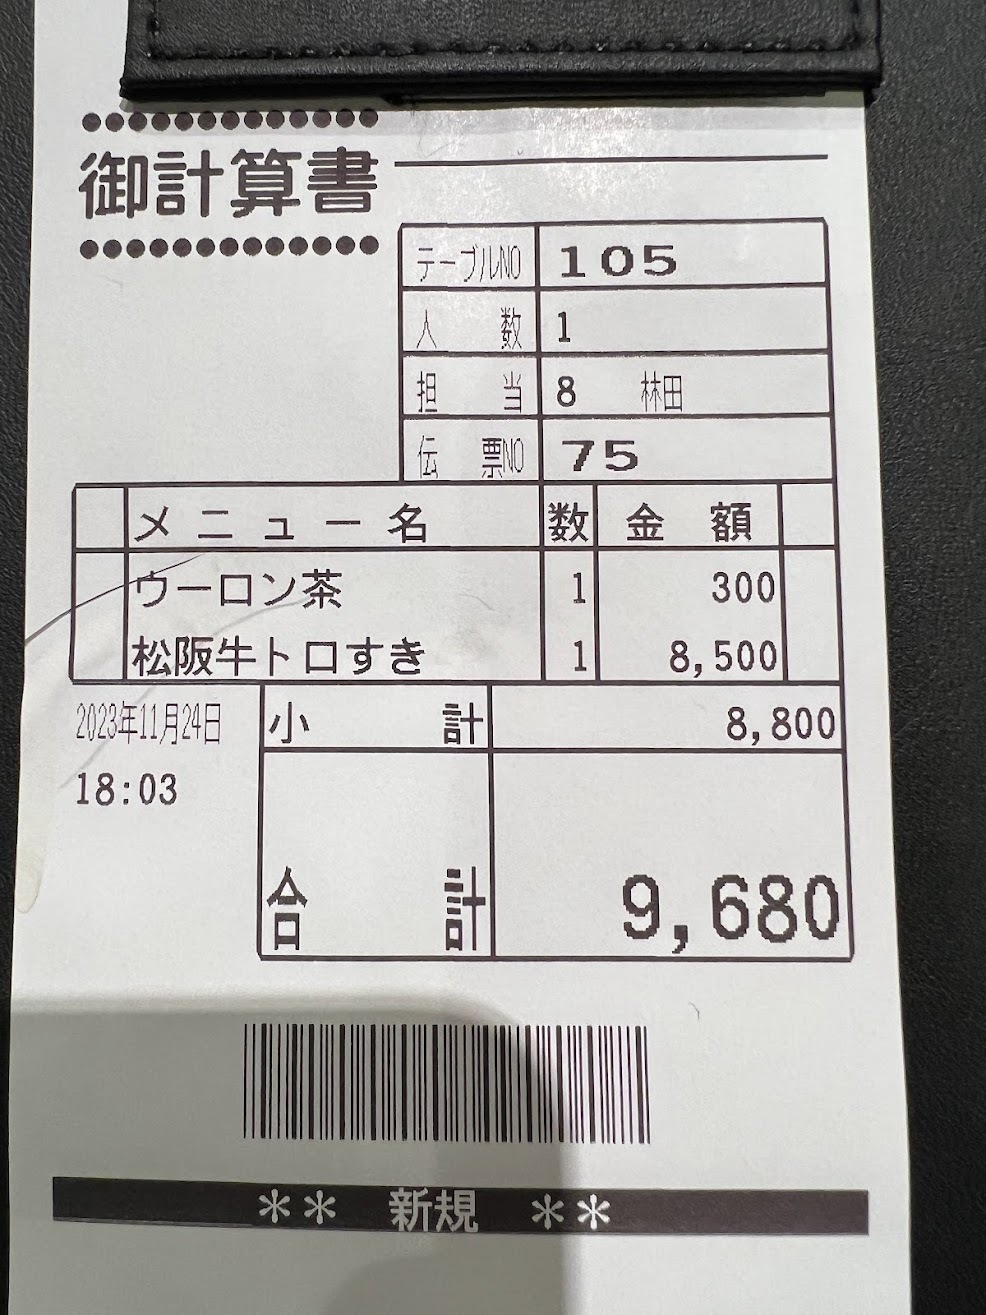 御計算書
テーブルNO 105
人数 1
担当 8 林田
伝票NO 75
メニュー名 数 金額
ウーロン茶 1 300
松阪牛トロすき 1 8,500
2023年11月24日 小計 8,800
18:03
合計 9,680
** 新規 **